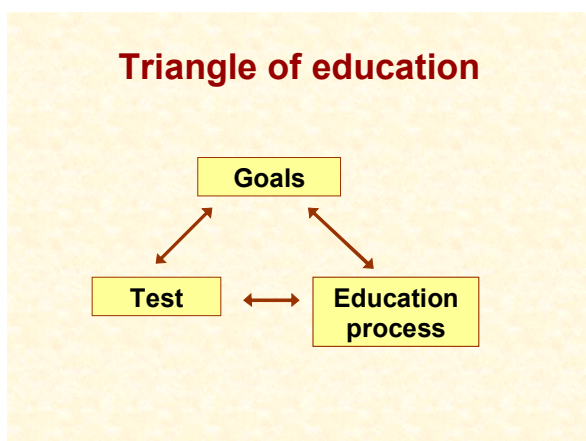 Triangle of education
Goals
Test
Education
process